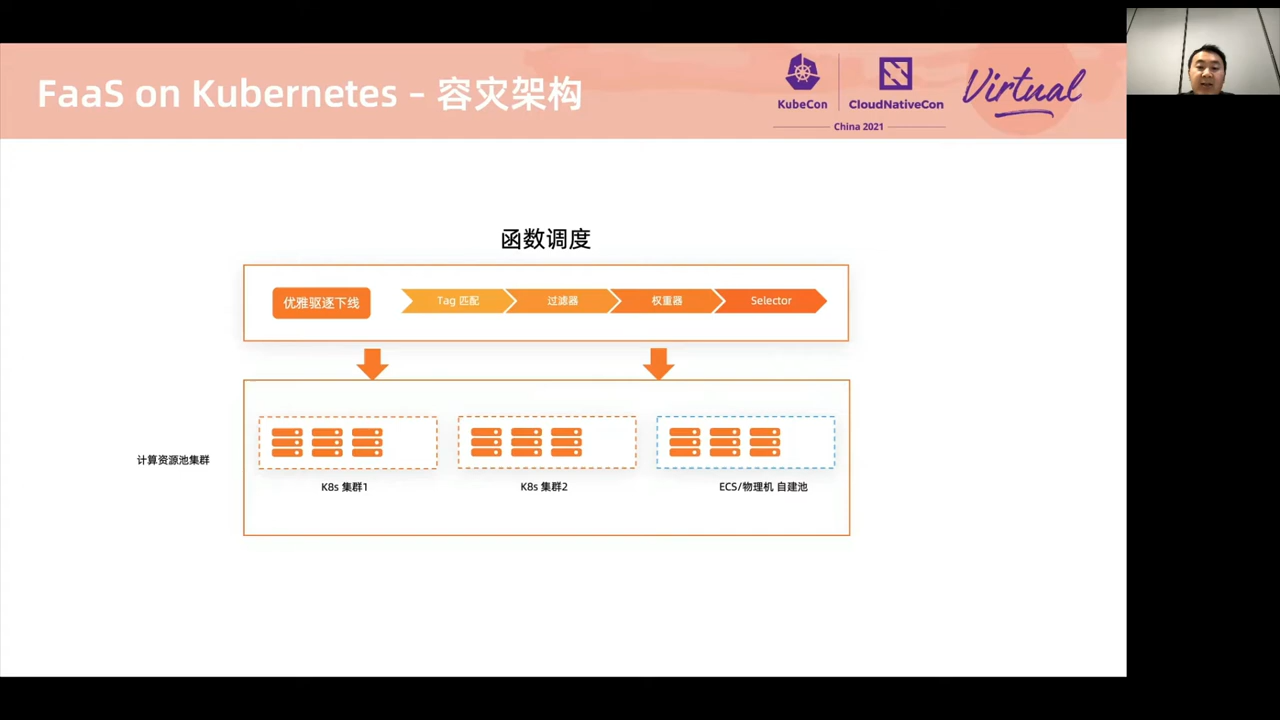 FaaS on Kubernetes – 容灾架构
KubeCon
CloudNativeCon
China 2021
Virtual
函数调度
优雅驱逐下线
Tag 匹配
过滤器
权重器
Selector
计算资源池集群
K8s 集群1
K8s 集群2
ECS/物理机 自建池